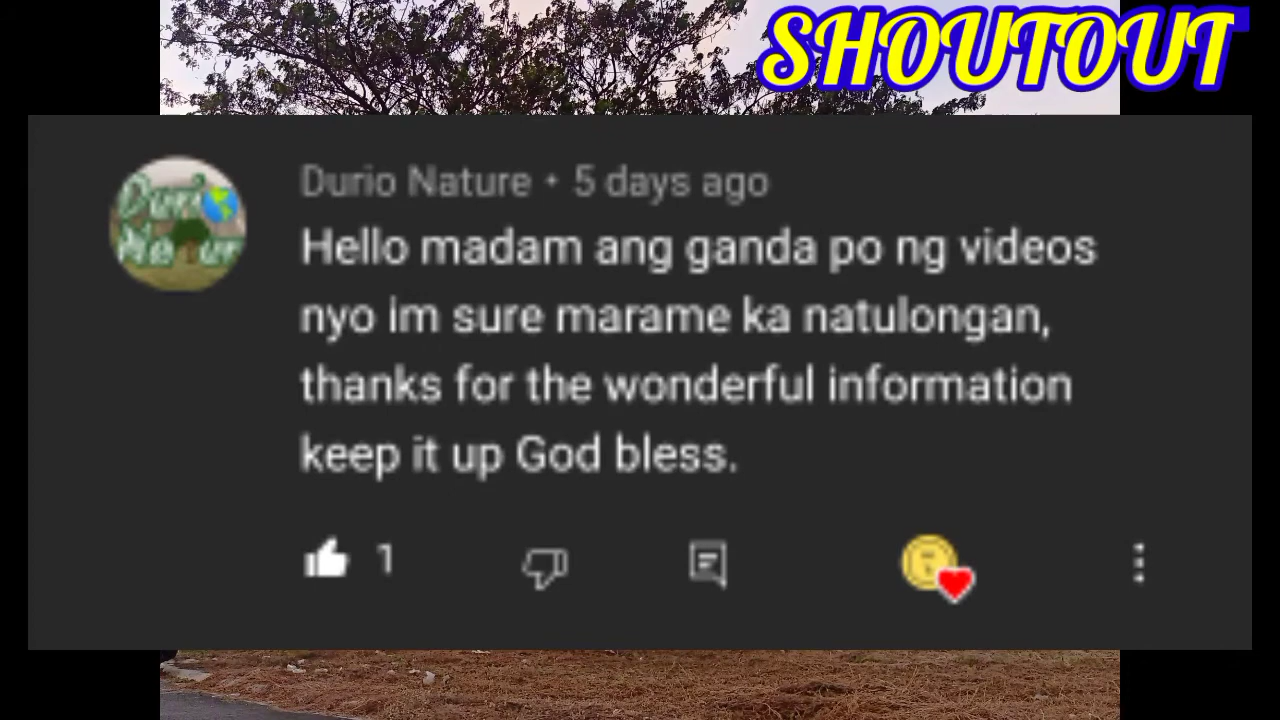 SHOUTOUT
Durio Nature • 5 days ago
Hello madam ang ganda po ng videos
nyo im sure marame ka natulongan,
thanks for the wonderful information
keep it up God bless.
1